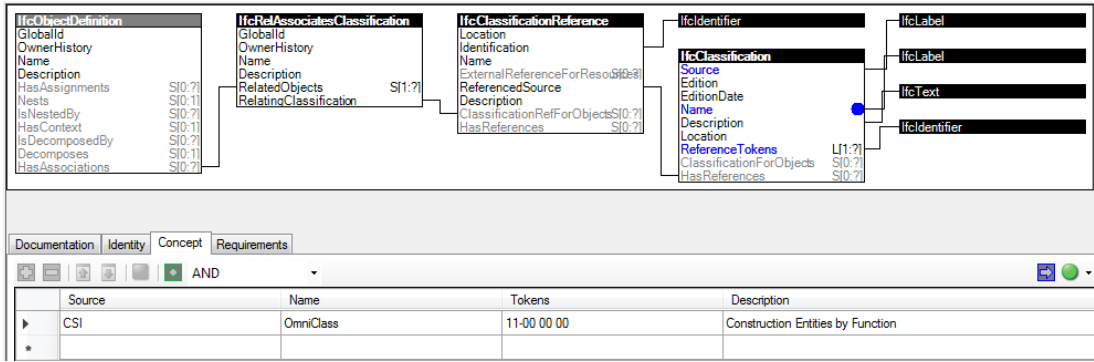 IfcObjectDefinition
GlobalId
OwnerHistory
Name
Description
HasAssignments S[0:?]
Nests S[0:1]
IsNestedBy S[0:?]
HasContext S[0:1]
IsDecomposedBy S[0:?]
Decomposes S[0:1]
HasAssociations S[0:?]
IfcRelAssociatesClassification
GlobalId
OwnerHistory
Name
Description
RelatedObjects S[1:?]
RelatingClassification
IfcClassificationReference
Location
Identification
Name
ExternalReferenceForResources S[0:?]
ReferencedSource
Description
ClassificationRefForObjects S[0:?]
HasReferences S[0:?]
IfcIdentifier
IfcClassification
Source
Edition
EditionDate
Name
Description
Location
ReferenceTokens L[1:?]
ClassificationForObjects S[0:?]
HasReferences S[0:?]
IfcLabel
IfcLabel
IfcText
IfcIdentifier
Documentation Identity Concept Requirements
AND
Source Name Tokens Description
CSI OmniClass 11-00 00 00 Construction Entities by Function